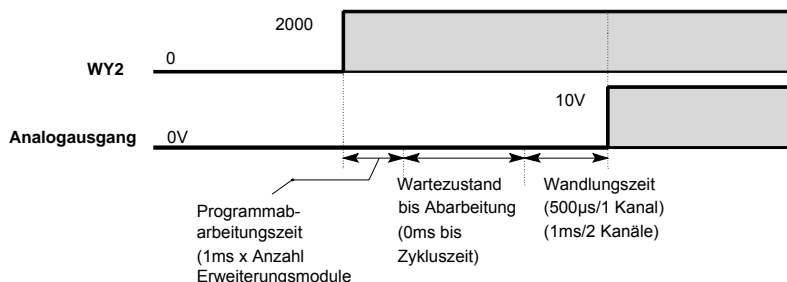 2000
WY2
0
10V
Analogausgang
0V
Programmab-
arbeitungszeit
(1ms x Anzahl
Erweiterungsmodule
Wartezustand
bis Abarbeitung
(0ms bis
Zykluszeit)
Wandlungszeit
(500µs/1 Kanal)
(1ms/2 Kanäle)